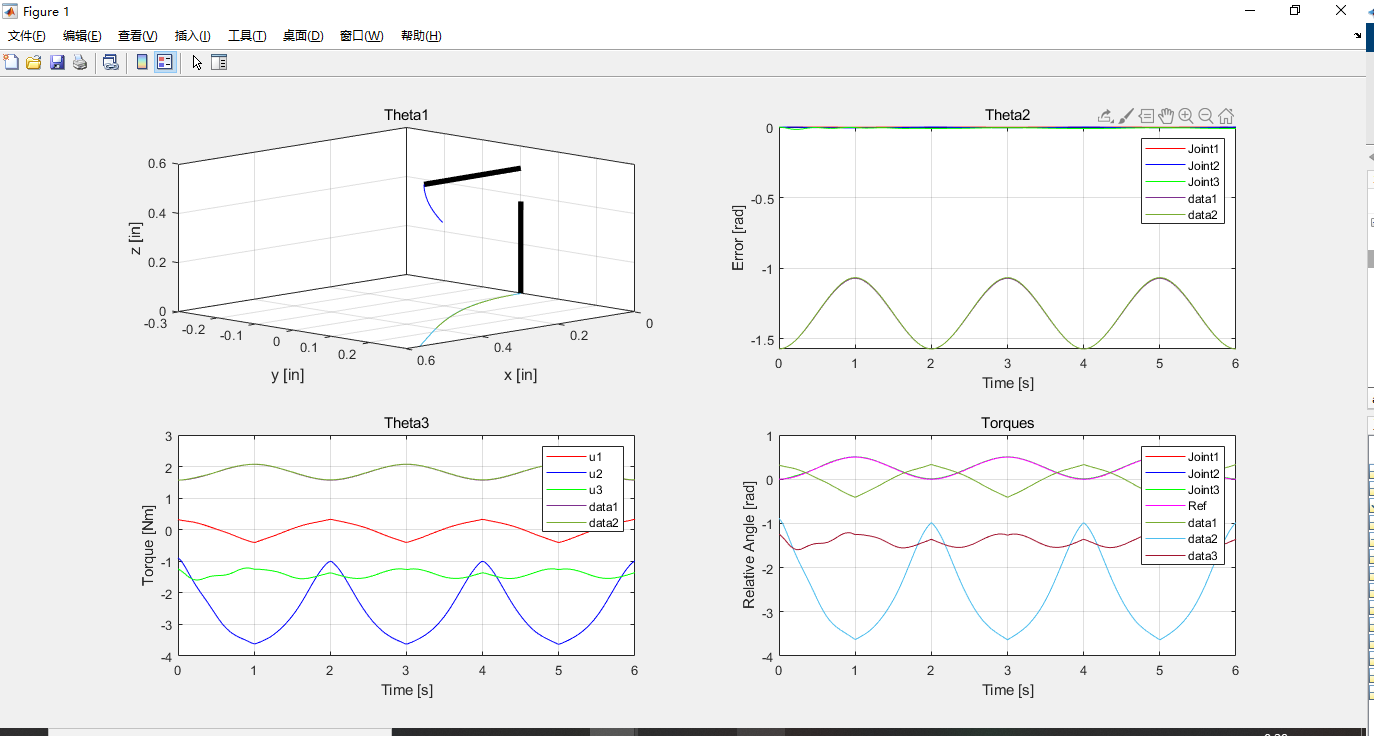 Figure 1
文件(F) 编辑(E) 查看(V) 插入(I) 工具(T) 桌面(D) 窗口(W) 帮助(H)
Theta1
0.6
0.4
0.2
0
z [in]
-0.3
-0.2
-0.1
0
0.1
0.2
y [in]
0.6
0.4
0.2
0
x [in]
Theta2
0
-0.5
-1
-1.5
Error [rad]
Joint1
Joint2
Joint3
data1
data2
0 1 2 3 4 5 6
Time [s]
Theta3
3
2
1
0
-1
-2
-3
-4
Torque [Nm]
u1
u2
u3
data1
data2
0 1 2 3 4 5 6
Time [s]
Torques
1
0
-1
-2
-3
-4
Relative Angle [rad]
Joint1
Joint2
Joint3
Ref
data1
data2
data3
0 1 2 3 4 5 6
Time [s]